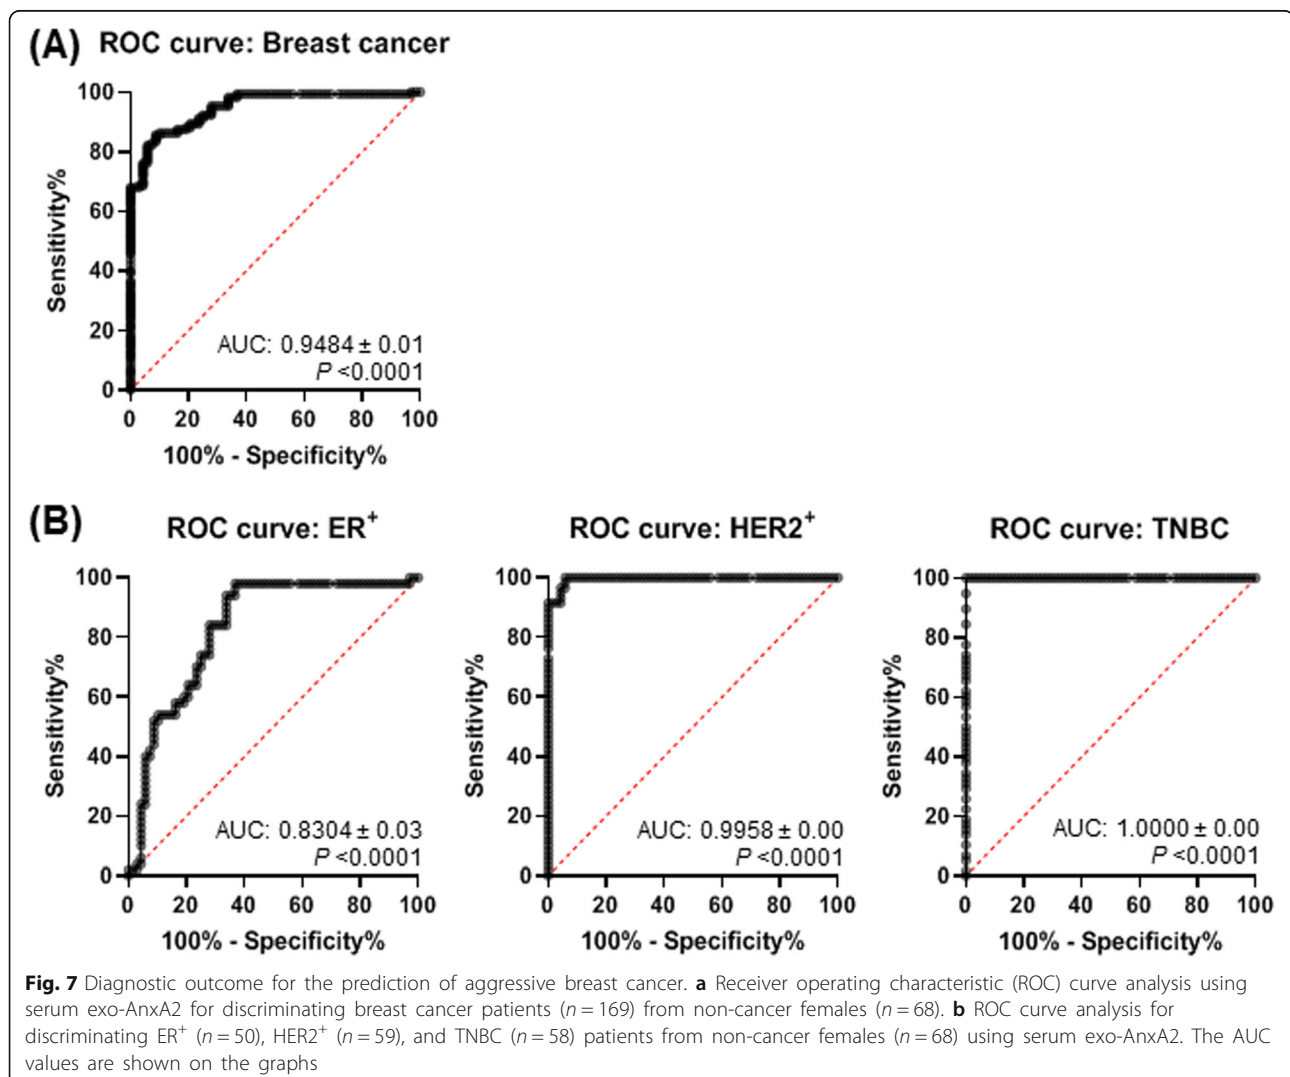 (A) ROC curve: Breast cancer
100
80
60
40
20
0
Sensitivity%
AUC: 0.9484 ± 0.01
P <0.0001
0 20 40 60 80 100
100% - Specificity%
(B) ROC curve: ER⁺
100
80
60
40
20
0
Sensitivity%
AUC: 0.8304 ± 0.03
P <0.0001
0 20 40 60 80 100
100% - Specificity%
ROC curve: HER2⁺
100
80
60
40
20
0
Sensitivity%
AUC: 0.9958 ± 0.00
P <0.0001
0 20 40 60 80 100
100% - Specificity%
ROC curve: TNBC
100
80
60
40
20
0
Sensitivity%
AUC: 1.0000 ± 0.00
P <0.0001
0 20 40 60 80 100
100% - Specificity%
Fig. 7 Diagnostic outcome for the prediction of aggressive breast cancer. a Receiver operating characteristic (ROC) curve analysis using
serum exo-AnxA2 for discriminating breast cancer patients (n = 169) from non-cancer females (n = 68). b ROC curve analysis for
discriminating ER⁺ (n = 50), HER2⁺ (n = 59), and TNBC (n = 58) patients from non-cancer females (n = 68) using serum exo-AnxA2. The AUC
values are shown on the graphs